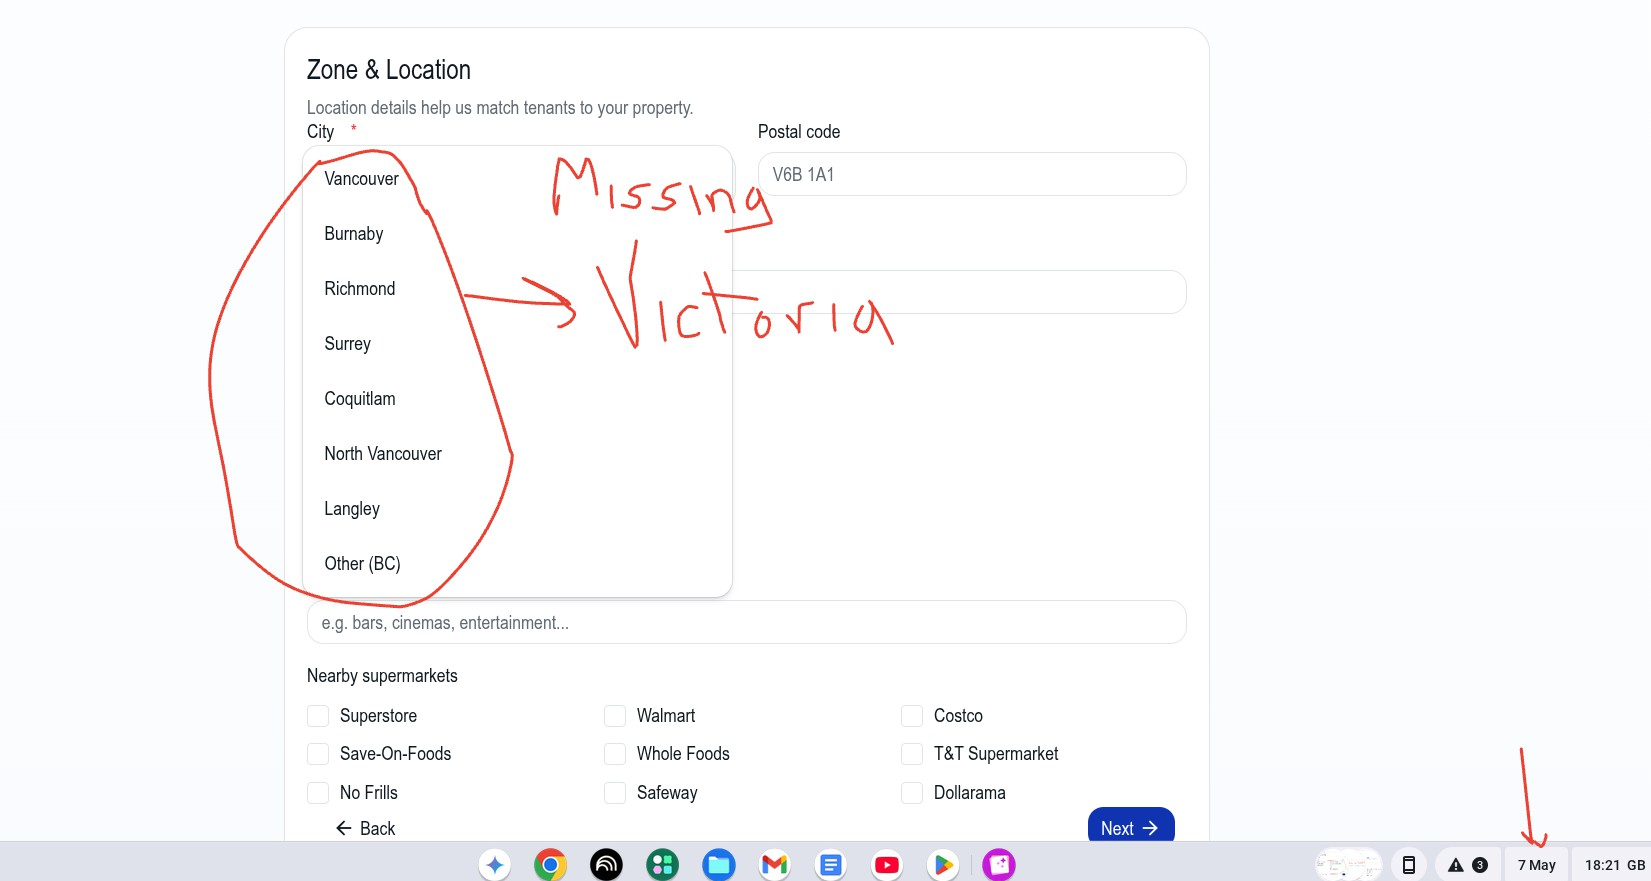 Zone & Location
Location details help us match tenants to your property.
City *
Postal code
Vancouver
Missing
V6B 1A1
Burnaby
Richmond
Victoria
Surrey
Coquitlam
North Vancouver
Langley
Other (BC)
e.g. bars, cinemas, entertainment...
Nearby supermarkets
Superstore Walmart Costco
Save-On-Foods Whole Foods T&T Supermarket
No Frills Safeway Dollarama
← Back Next →
3 7 May 18:21 GB